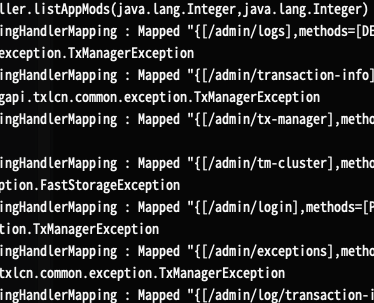 ller.listAppMods(java.lang.Integer,java.lang.Integer)
ingHandlerMapping : Mapped "{[/admin/logs],methods=[DE
exception.TxManagerException
ingHandlerMapping : Mapped "{[/admin/transaction-info]
gapi.txlcn.common.exception.TxManagerException
ingHandlerMapping : Mapped "{[/admin/tx-manager],metho
ingHandlerMapping : Mapped "{[/admin/tm-cluster],metho
ption.FastStorageException
ingHandlerMapping : Mapped "{[/admin/login],methods=[P
tion.TxManagerException
ingHandlerMapping : Mapped "{[/admin/exceptions],metho
txlcn.common.exception.TxManagerException
ingHandlerMapping : Mapped "{[/admin/log/transaction-i